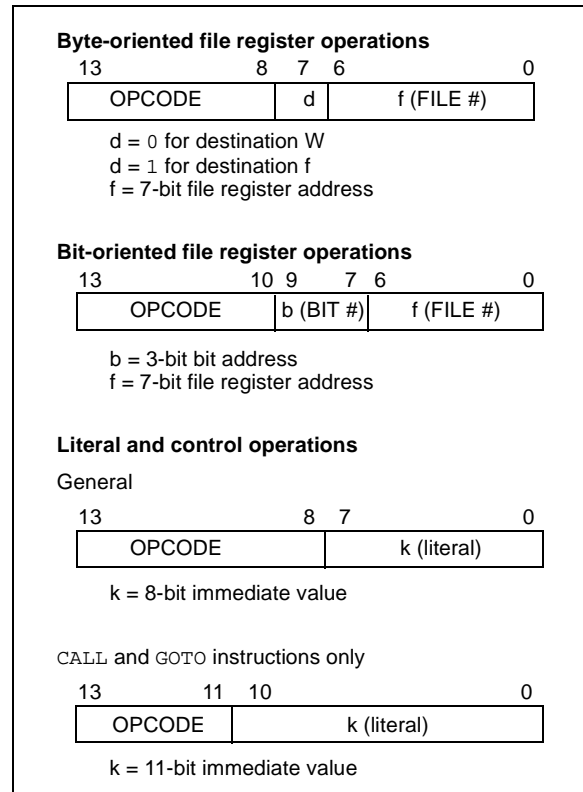 Byte-oriented file register operations
13 8 7 6 0
OPCODE d f (FILE #)
d = 0 for destination W
d = 1 for destination f
f = 7-bit file register address
Bit-oriented file register operations
13 10 9 7 6 0
OPCODE b (BIT #) f (FILE #)
b = 3-bit bit address
f = 7-bit file register address
Literal and control operations
General
13 8 7 0
OPCODE k (literal)
k = 8-bit immediate value
CALL and GOTO instructions only
13 11 10 0
OPCODE k (literal)
k = 11-bit immediate value